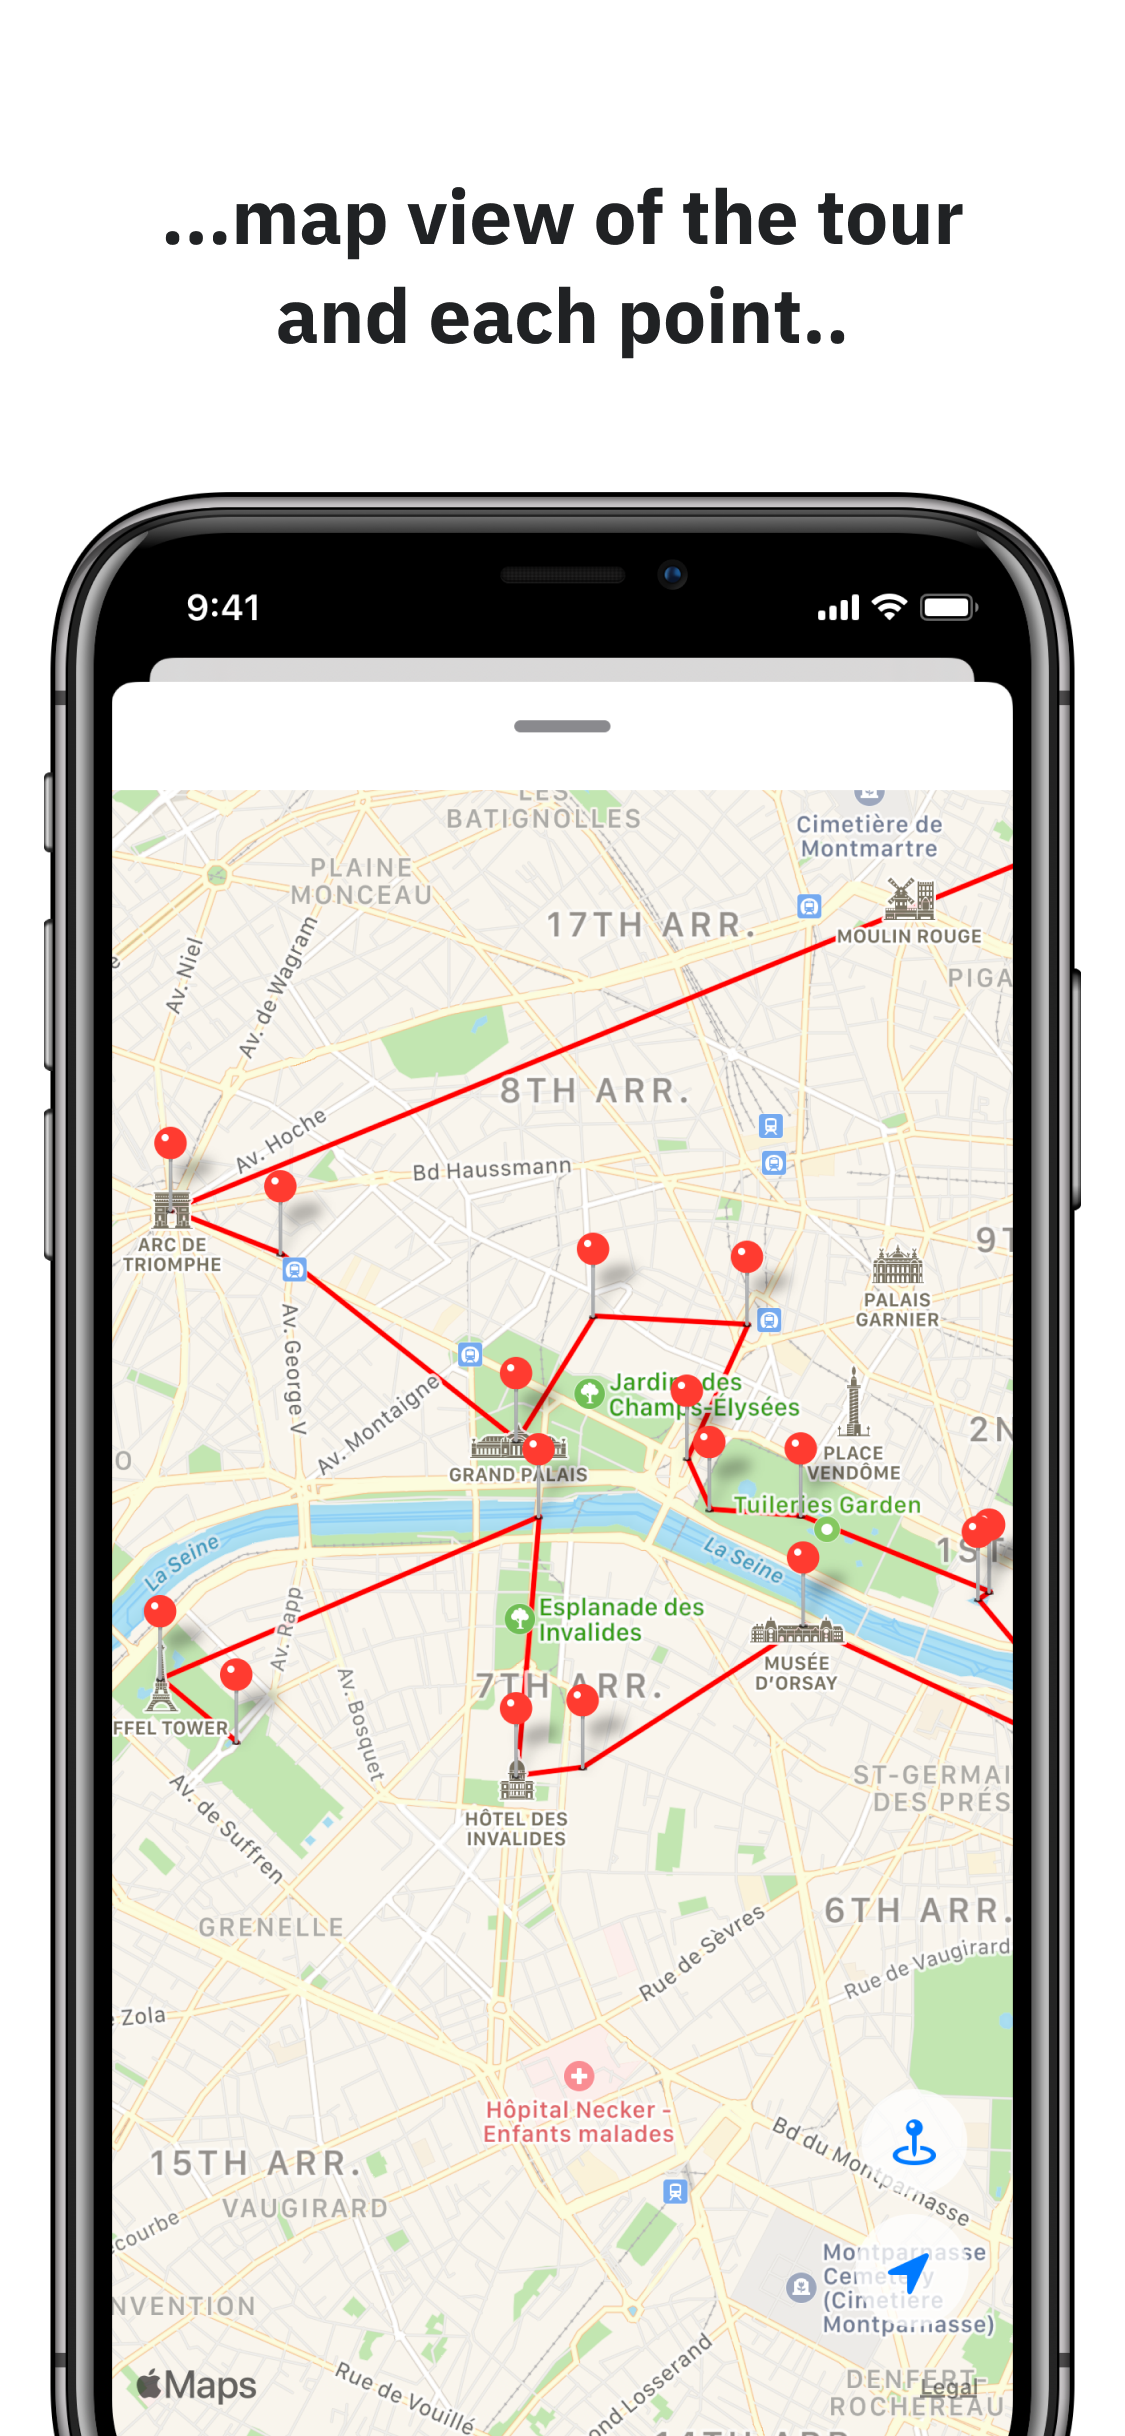 ...map view of the tour
and each point..
9:41
LES
BATIGNOLLES
Cimetière de
Montmartre
PLAINE
MONCEAU
17TH ARR.
MOULIN ROUGE
Av. Niel
Av. de Wagram
PIGA
8TH ARR.
Av. Hoche
Bd Haussmann
ARC DE
TRIOMPHE
9T
PALAIS
GARNIER
Av. George V
Av. Montaigne
Jardin des
Champs-Élysées
2N
O
GRAND PALAIS
PLACE
VENDÔME
Tuileries Garden
La Seine
La Seine
1ST
Av. Rapp
Esplanade des
Invalides
MUSÉE
D'ORSAY
7TH ARR.
Av. Bosquet
FFEL TOWER
Av. de Suffren
ST-GERMAI
DES PRÉS
HÔTEL DES
INVALIDES
6TH ARR.
GRENELLE
Rue de Sèvres
Rue de Vaugirard
Zola
Hôpital Necker -
Enfants malades
Bd du Montparnasse
15TH ARR.
VAUGIRARD
courbe
Montparnasse
Cemetery
(Cimetière
Montparnasse)
NVENTION
Maps
Rue de Vouillé
ond Losserand
DENFERT-
ROCHEREAU
Legal
14TH ARR